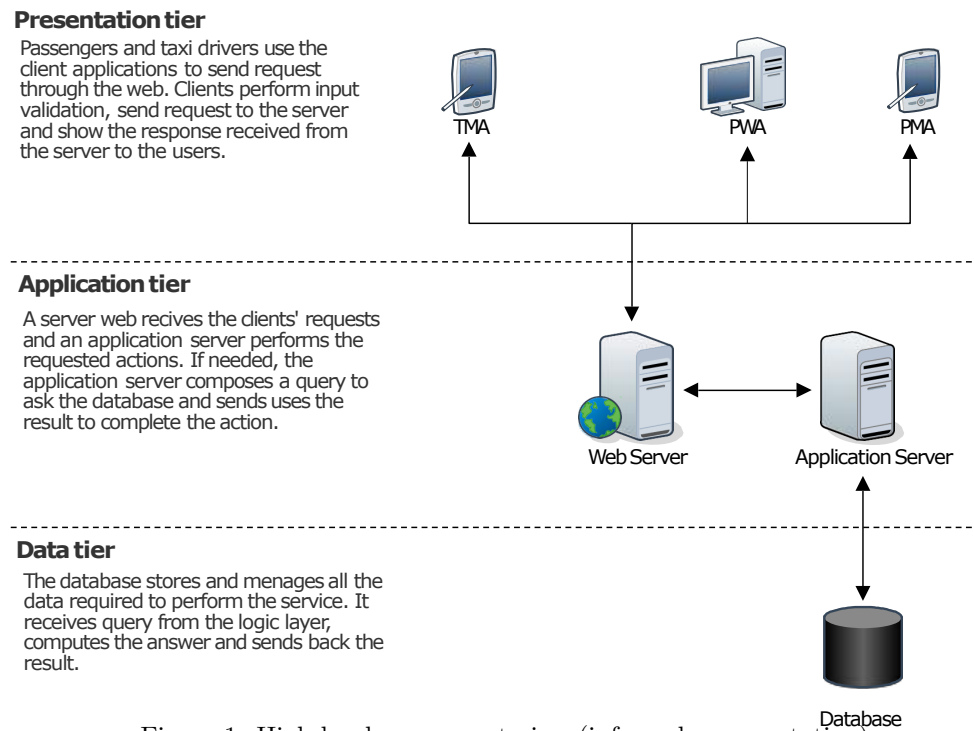 Presentation tier
Passengers and taxi drivers use the
client applications to send request
through the web. Clients perform input
validation, send request to the server
and show the response received from
the server to the users.
TMA
PWA
PMA
Application tier
A server web recives the clients' requests
and an application server performs the
requested actions. If needed, the
application server composes a query to
ask the database and sends uses the
result to complete the action.
Web Server
Application Server
Data tier
The database stores and menages all the
data required to perform the service. It
receives query from the logic layer,
computes the answer and sends back the
result.
Database